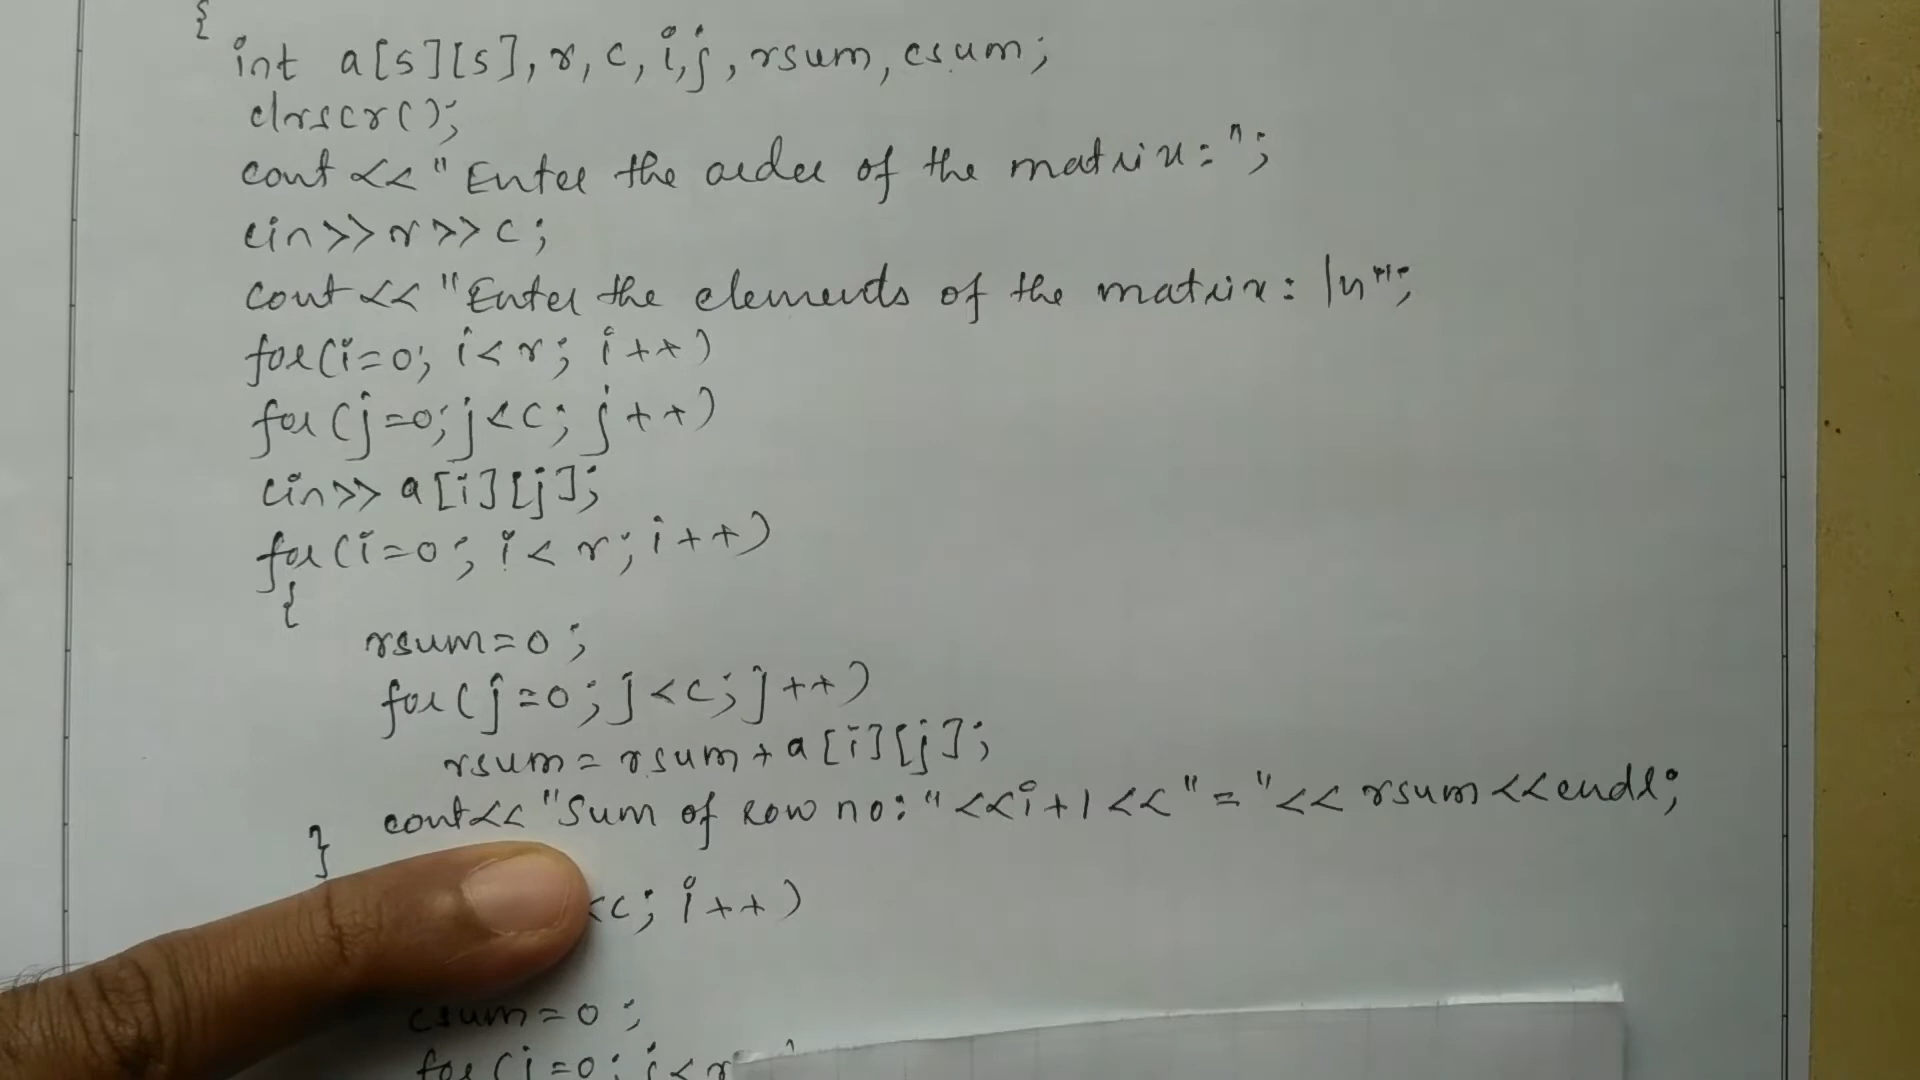 {
int a[5][5], r, c, i, j, rsum, csum;
clrscr();
cout << "Enter the order of the matrix: ";
cin>>r>>c;
cout << "Enter the elements of the matrix: \n";
for(i=0; i<r; i++)
for(j=0; j<c; j++)
cin>> a[i][j];
for(i=0; i<r; i++)
{
rsum=0;
for(j=0; j<c; j++)
rsum = rsum + a[i][j];
cout<< "Sum of row no: " <<i+1 << "=" << rsum <<endl;
}
<c; i++)
csum=0;
for(j=0; j<r